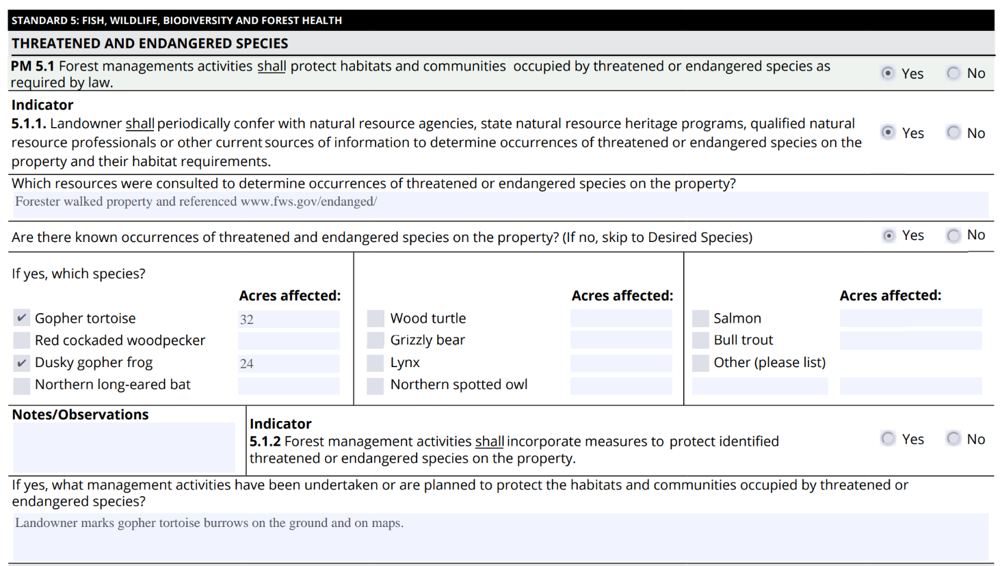 STANDARD 5: FISH, WILDLIFE, BIODIVERSITY AND FOREST HEALTH
THREATENED AND ENDANGERED SPECIES
PM 5.1 Forest managements activities shall protect habitats and communities occupied by threatened or endangered species as
required by law.
Yes No
Indicator
5.1.1. Landowner shall periodically confer with natural resource agencies, state natural resource heritage programs, qualified natural
resource professionals or other current sources of information to determine occurrences of threatened or endangered species on the
property and their habitat requirements.
Yes No
Which resources were consulted to determine occurrences of threatened or endangered species on the property?
Forester walked property and referenced www.fws.gov/endanged/
Are there known occurrences of threatened and endangered species on the property? (If no, skip to Desired Species)
Yes No
If yes, which species?
Acres affected:
✔ Gopher tortoise 32
Red cockaded woodpecker
✔ Dusky gopher frog 24
Northern long-eared bat
Acres affected:
Wood turtle
Grizzly bear
Lynx
Northern spotted owl
Acres affected:
Salmon
Bull trout
Other (please list)
Notes/Observations
Indicator
5.1.2 Forest management activities shall incorporate measures to protect identified
threatened or endangered species on the property.
Yes No
If yes, what management activities have been undertaken or are planned to protect the habitats and communities occupied by threatened or
endangered species?
Landowner marks gopher tortoise burrows on the ground and on maps.